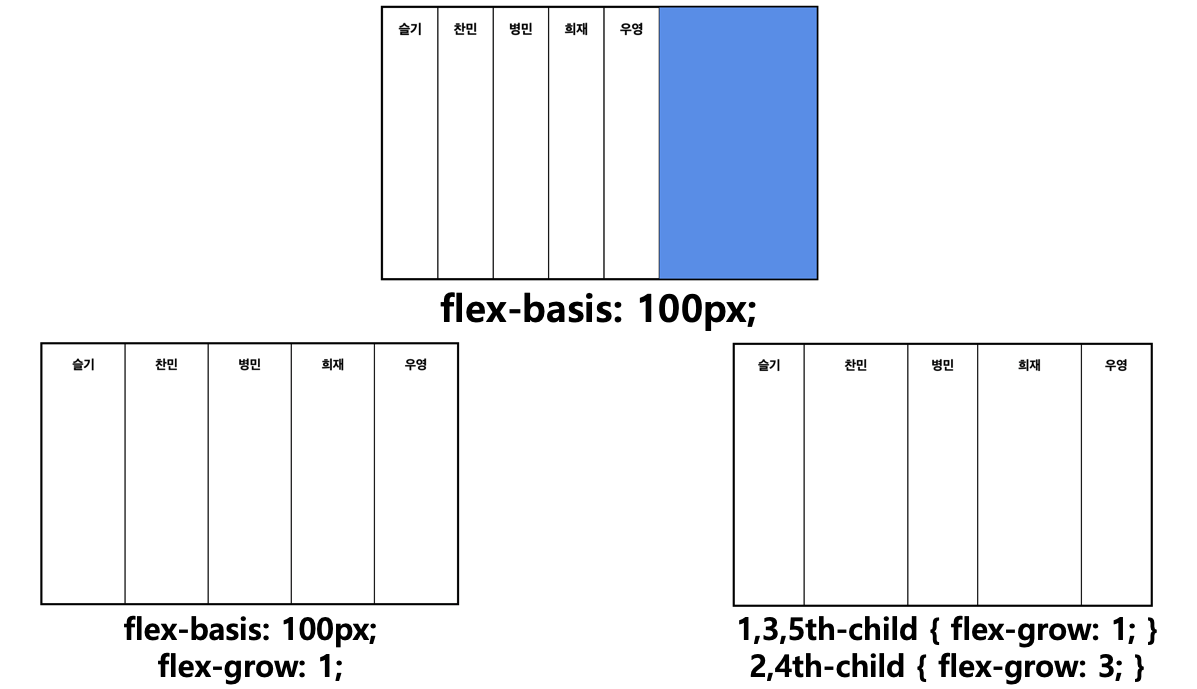 슬기 찬민 병민 희재 우영
flex-basis: 100px;
슬기 찬민 병민 희재 우영
flex-basis: 100px;
flex-grow: 1;
슬기 찬민 병민 희재 우영
1,3,5th-child { flex-grow: 1; }
2,4th-child { flex-grow: 3; }